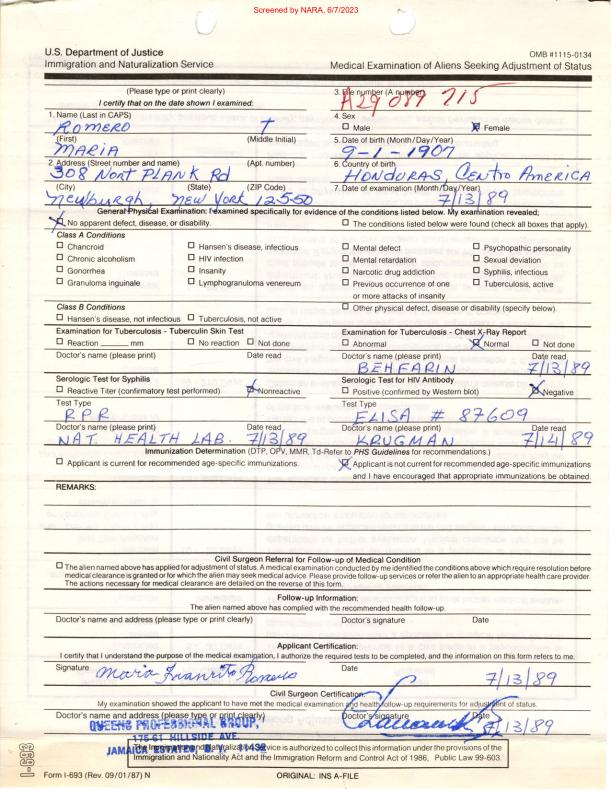 Screened by NARA, 6/7/2023
U.S. Department of Justice
Immigration and Naturalization Service
OMB #1115-0134
Medical Examination of Aliens Seeking Adjustment of Status
(Please type or print clearly)
I certify that on the date shown I examined:
3. File number (A number)
A29 089 715
1. Name (Last in CAPS)
ROMERO
4. Sex
Male Female
(First) (Middle Initial)
MARIA
5. Date of birth (Month/Day/Year)
9-1-1907
2. Address (Street number and name) (Apt. number)
308 Nort PLANK Rd
6. Country of birth
HONDURAS, Centro AMERICA
(City) (State) (ZIP Code)
Newburgh, NEW YORK 12550
7. Date of examination (Month/Day/Year)
7/13/89
General Physical Examination: I examined specifically for evidence of the conditions listed below. My examination revealed;
No apparent defect, disease, or disability. The conditions listed below were found (check all boxes that apply).
Class A Conditions
Chancroid Hansen's disease, infectious Mental defect Psychopathic personality
Chronic alcoholism HIV infection Mental retardation Sexual deviation
Gonorrhea Insanity Narcotic drug addiction Syphilis, infectious
Granuloma inguinale Lymphogranuloma venereum Previous occurrence of one Tuberculosis, active
or more attacks of insanity
Class B Conditions
Other physical defect, disease or disability (specify below).
Hansen's disease, not infectious Tuberculosis, not active
Examination for Tuberculosis - Tuberculin Skin Test
Reaction mm No reaction Not done
Doctor's name (please print) Date read
Examination for Tuberculosis - Chest X-Ray Report
Abnormal Normal Not done
Doctor's name (please print) Date read
BEHFARIN 7/13/89
Serologic Test for Syphilis
Reactive Titer (confirmatory test performed) Nonreactive
Test Type
RPR
Doctor's name (please print) Date read
NAT. HEALTH LAB. 7/13/89
Serologic Test for HIV Antibody
Positive (confirmed by Western blot) Negative
Test Type
ELISA # 87609
Doctor's name (please print) Date read
KRUGMAN 7/14/89
Immunization Determination (DTP, OPV, MMR, Td-Refer to PHS Guidelines for recommendations.)
Applicant is current for recommended age-specific immunizations. Applicant is not current for recommended age-specific immunizations
and I have encouraged that appropriate immunizations be obtained.
REMARKS:
Civil Surgeon Referral for Follow-up of Medical Condition
The alien named above has applied for adjustment of status. A medical examination conducted by me identified the conditions above which require resolution before
medical clearance is granted or for which the alien may seek medical advice. Please provide follow-up services or refer the alien to an appropriate health care provider.
The actions necessary for medical clearance are detailed on the reverse of this form.
Follow-up Information:
The alien named above has complied with the recommended health follow-up.
Doctor's name and address (please type or print clearly) Doctor's signature Date
Applicant Certification:
I certify that I understand the purpose of the medical examination, I authorize the required tests to be completed, and the information on this form refers to me.
Signature Date
Maria Romero 7/13/89
Civil Surgeon Certification:
My examination showed the applicant to have met the medical examination and health follow-up requirements for adjustment of status.
Doctor's name and address (please type or print clearly) Doctor's signature Date
QUEENS PROFESSIONAL GROUP, 7/13/89
175-61 HILLSIDE AVE.
JAMAICA ESTATES, N.Y. 11432
The Immigration and Naturalization Service is authorized to collect this information under the provisions of the
Immigration and Nationality Act and the Immigration Reform and Control Act of 1986, Public Law 99-603.
I-693
Form I-693 (Rev. 09/01/87) N
ORIGINAL: INS A-FILE